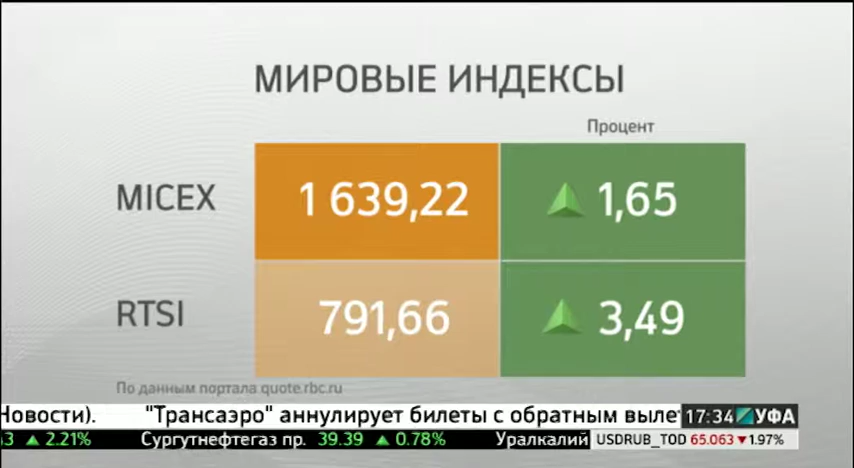 МИРОВЫЕ ИНДЕКСЫ
Процент
MICEX 1 639,22 1,65
RTSI 791,66 3,49
По данным портала quote.rbc.ru
Новости). "Трансаэро" аннулирует билеты с обратным 17:34 УФА
2.21% Сургутнефтегаз пр. 39.39 0.78% Уралкалий USDRUB_TOD 65.063 1.97%